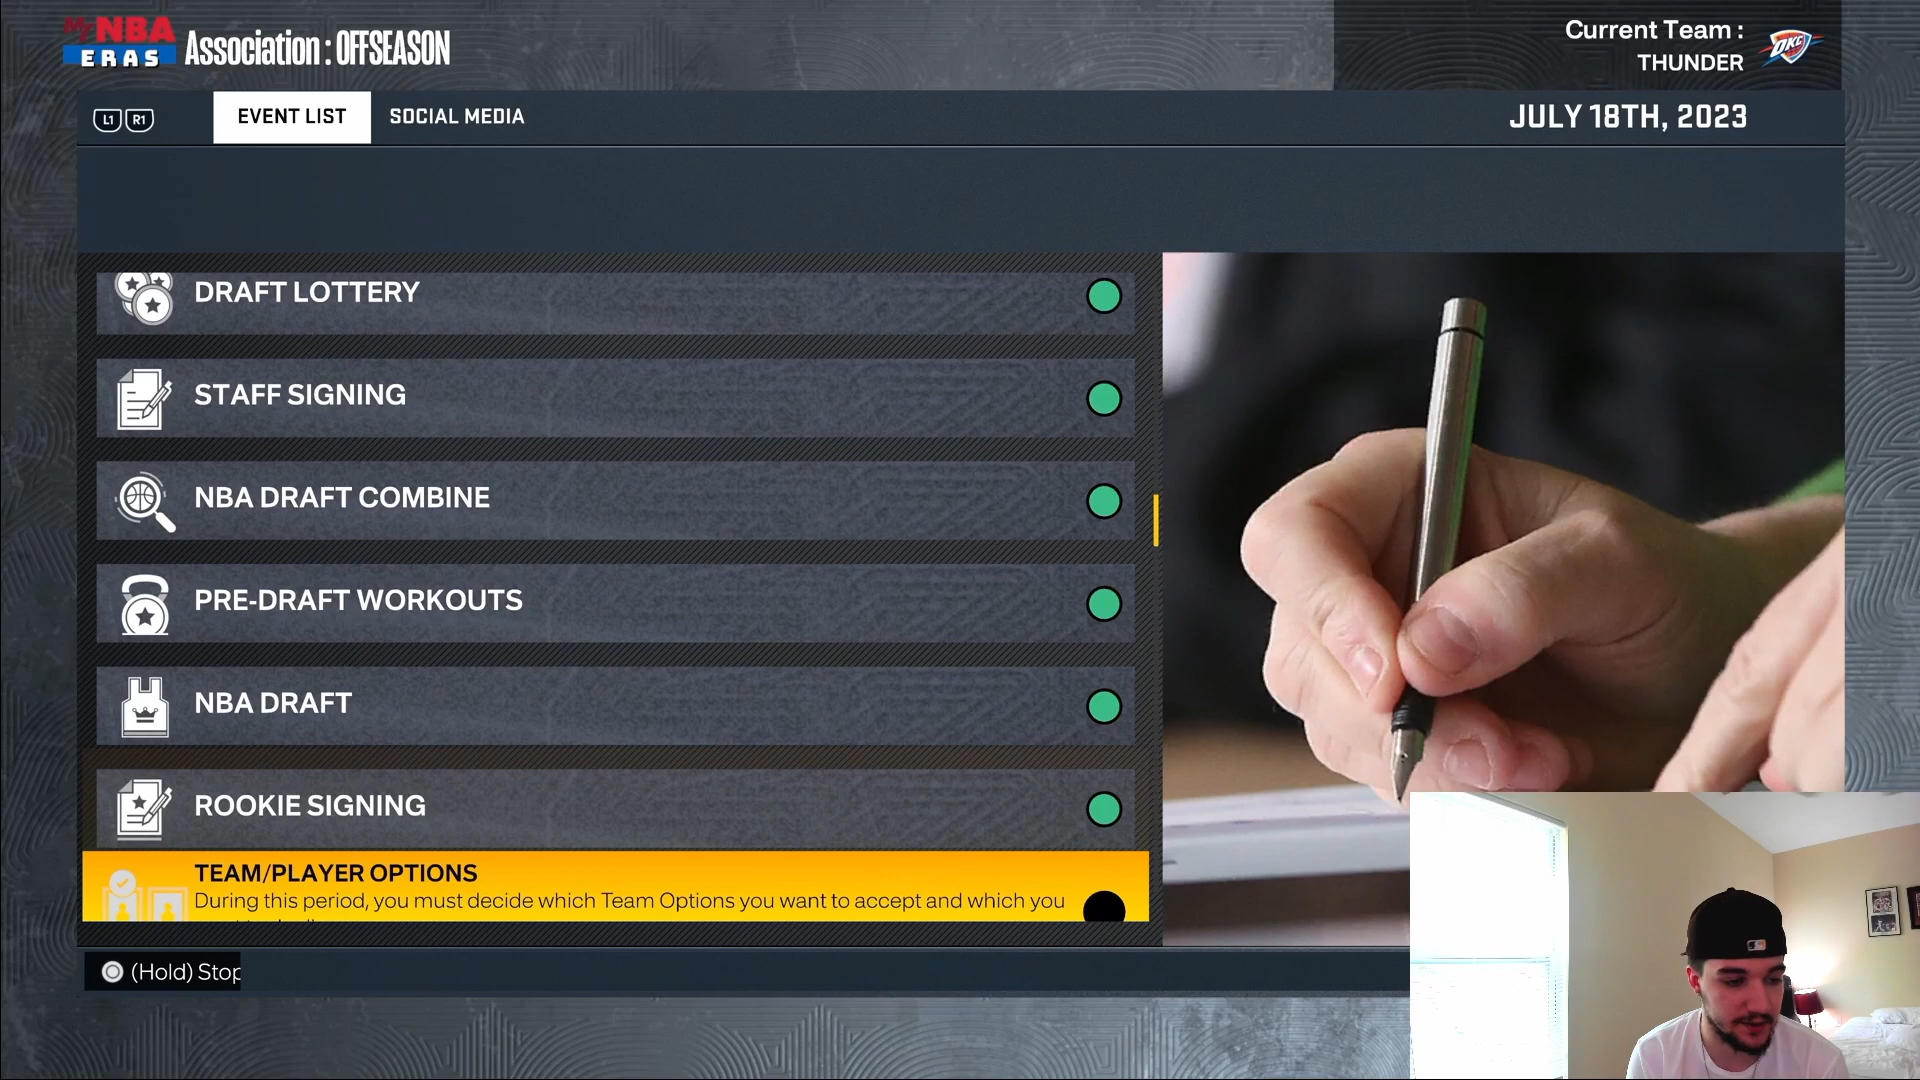 My NBA
ERAS
Association : OFFSEASON
Current Team :
THUNDER
OKC
L1 R1
EVENT LIST
SOCIAL MEDIA
JULY 18TH, 2023
DRAFT LOTTERY
STAFF SIGNING
NBA DRAFT COMBINE
PRE-DRAFT WORKOUTS
NBA DRAFT
ROOKIE SIGNING
TEAM/PLAYER OPTIONS
During this period, you must decide which Team Options you want to accept and which you
(Hold) Stop